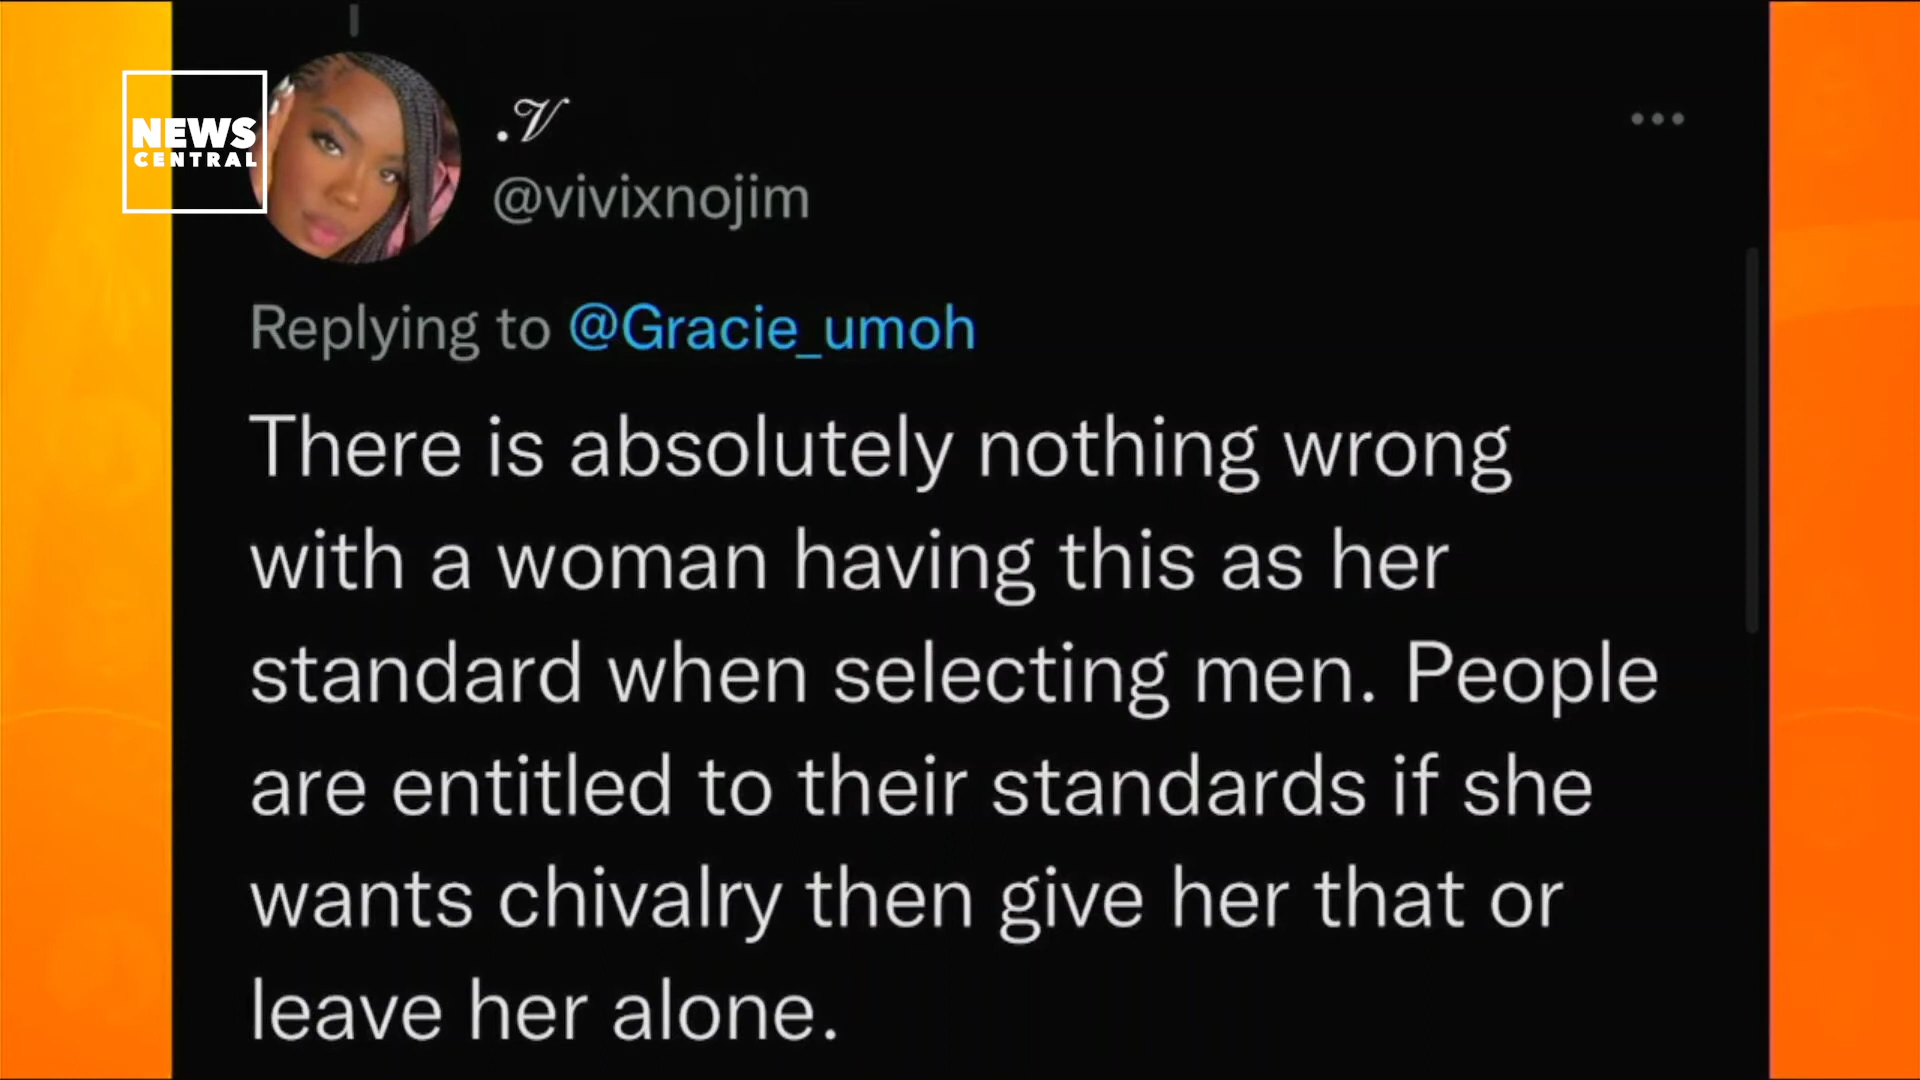 NEWS
CENTRAL
.𝒱
@vivixnojim
Replying to @Gracie_umoh
There is absolutely nothing wrong
with a woman having this as her
standard when selecting men. People
are entitled to their standards if she
wants chivalry then give her that or
leave her alone.